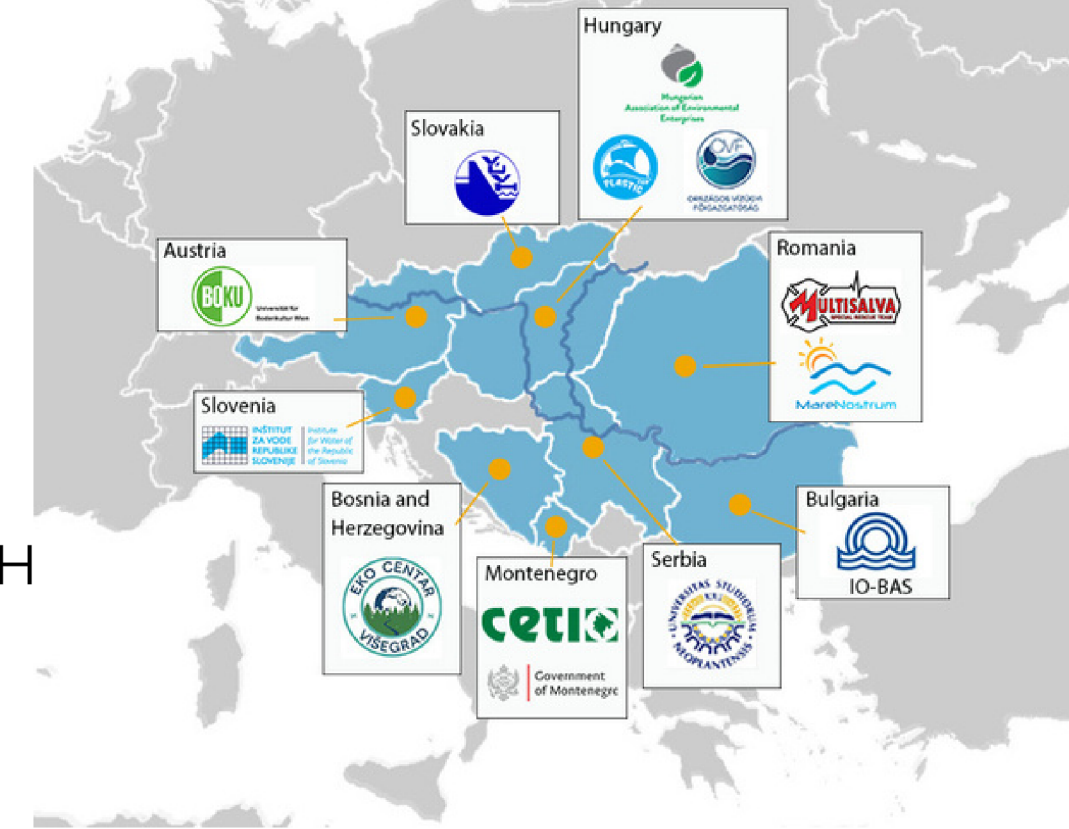 Hungary
Hungarian
Association of Environmental
Enterprises
PLASTIC
CUP
OVF
ORSZÁGOS VÍZÜGYI
FŐIGAZGATÓSÁG
Slovakia
Austria
BOKU
Universität für
Bodenkultur Wien
Romania
MULTISALVA
SPECIAL RESCUE TEAM
MareNostrum
Slovenia
INŠTITUT
ZA VODE
REPUBLIKE
SLOVENIJE
Institute
for Water of
the Republic
of Slovenia
Bosnia and
Herzegovina
EKO CENTAR
VIŠEGRAD
H
Montenegro
CETI
Government
of Montenegro
Serbia
UNIVERSITAS STUDIORUM
NEOPLANTENSIS
Bulgaria
IO-BAS